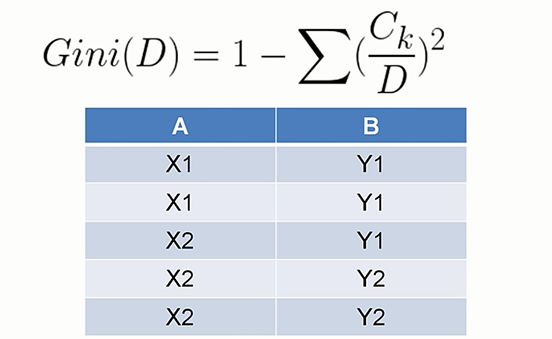 Gini(D) = 1 − ∑(C_k/D)^2
A B
X1 Y1
X1 Y1
X2 Y1
X2 Y2
X2 Y2